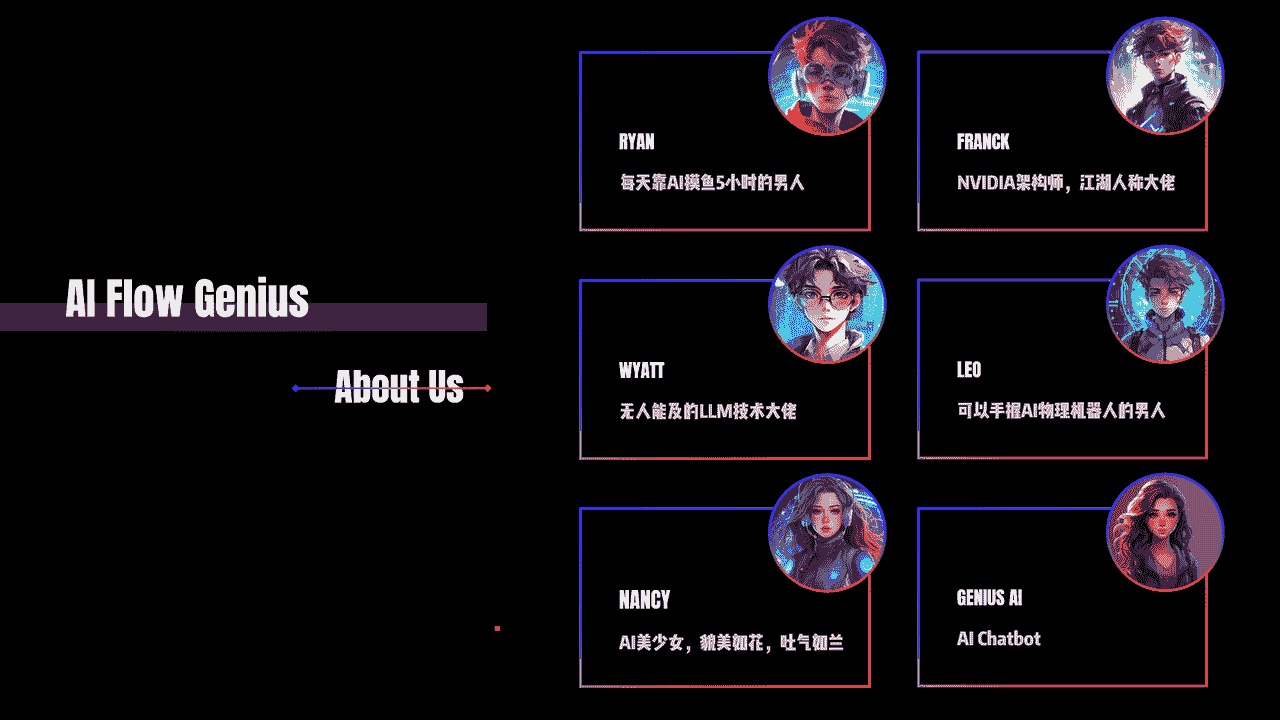 AI Flow Genius
About Us
RYAN
每天靠AI摸鱼5小时的男人
FRANCK
NVIDIA架构师，江湖人称大佬
WYATT
无人能及的LLM技术大佬
LEO
可以手握AI物理机器人的男人
NANCY
AI美少女，貌美如花，吐气如兰
GENIUS AI
AI Chatbot